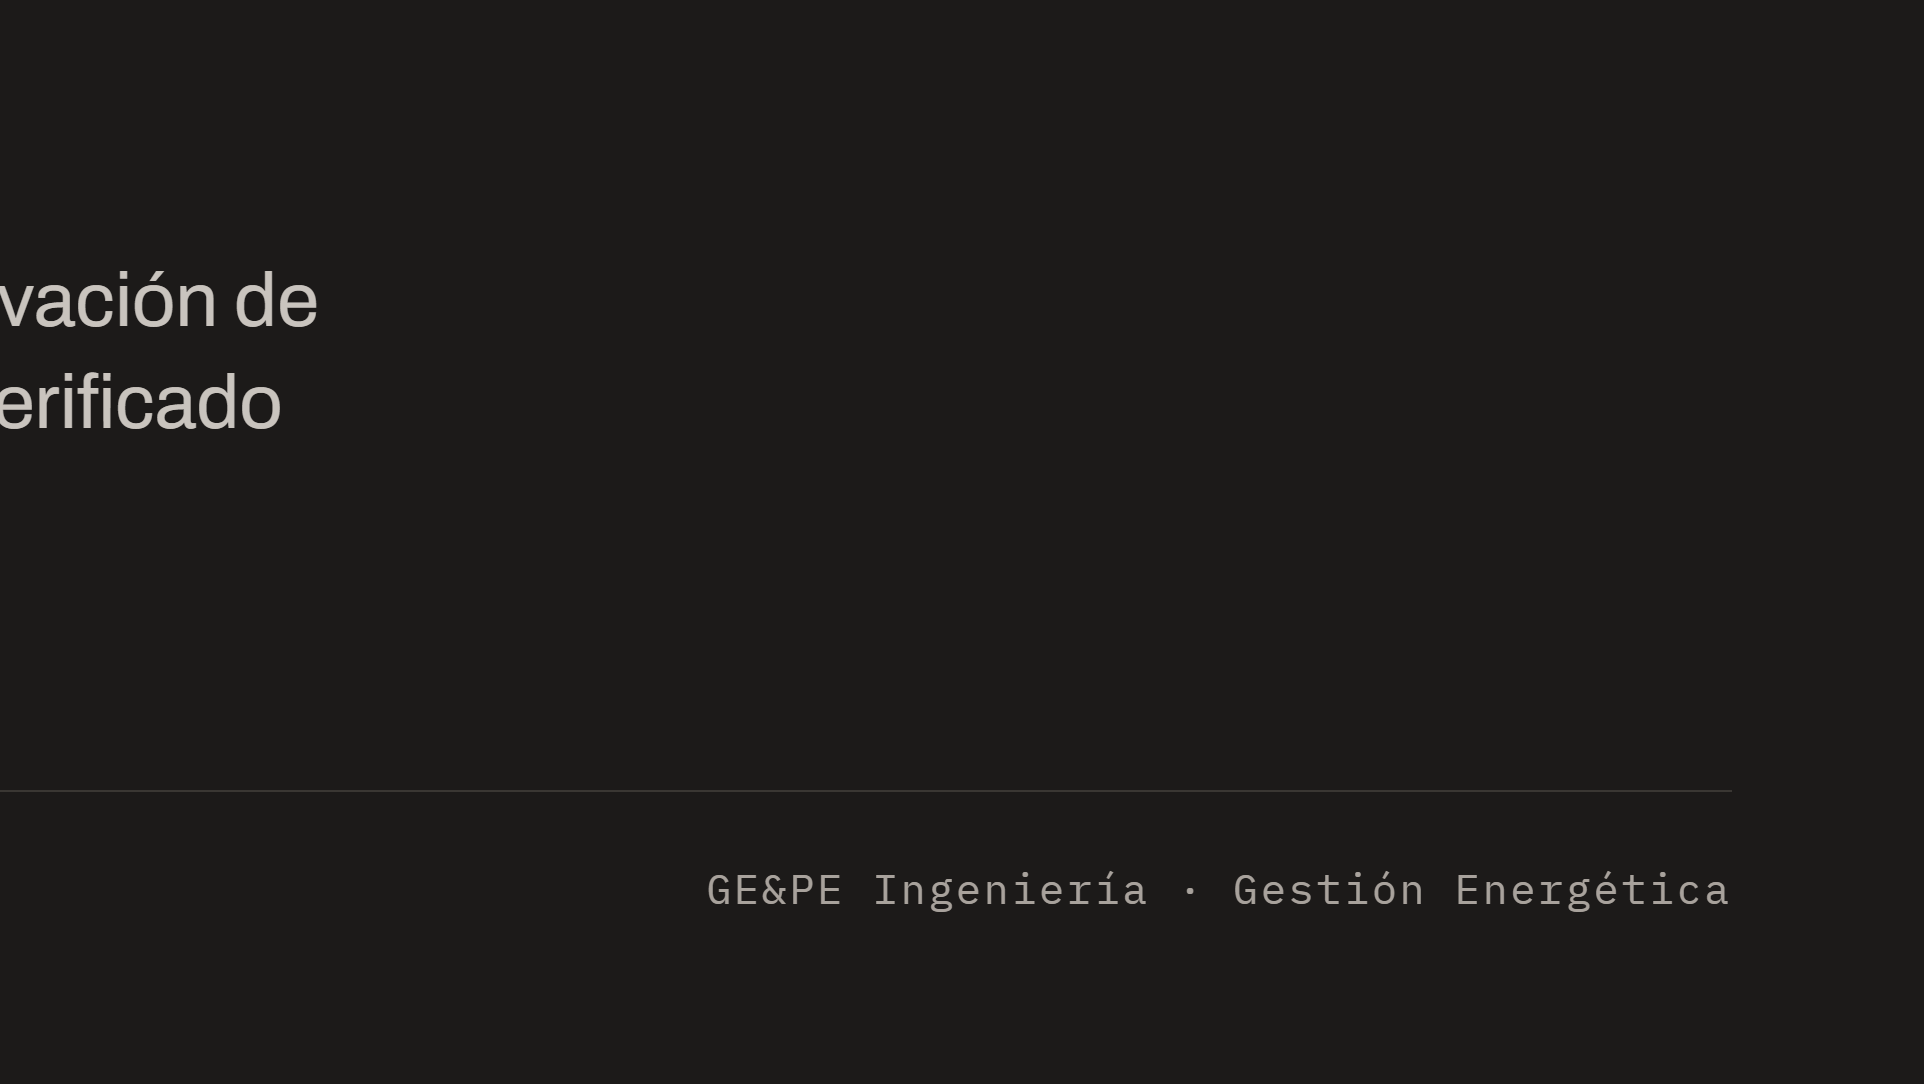 vación de
erificado
GE&PE Ingeniería · Gestión Energética